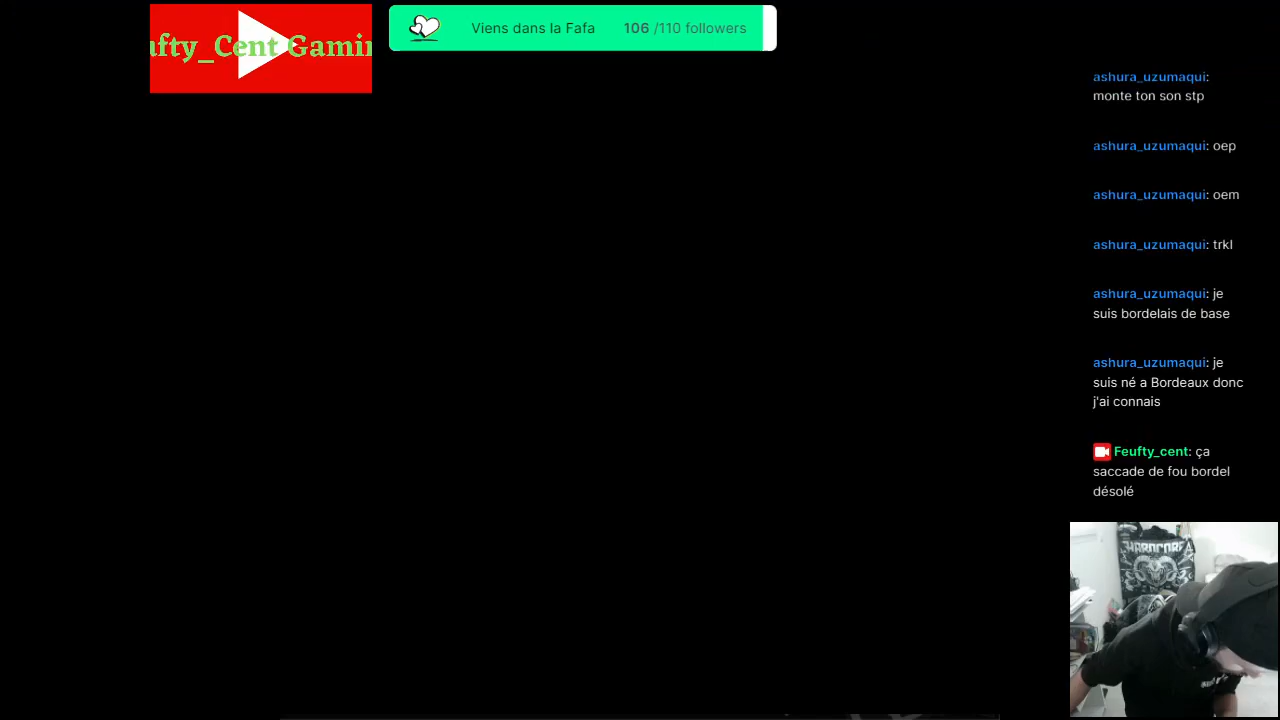 ufty_Cent Gamin
Viens dans la Fafa 106 /110 followers
ashura_uzumaqui:
monte ton son stp
ashura_uzumaqui: oep
ashura_uzumaqui: oem
ashura_uzumaqui: trkl
ashura_uzumaqui: je
suis bordelais de base
ashura_uzumaqui: je
suis né a Bordeaux donc
j'ai connais
Feufty_cent: ça
saccade de fou bordel
désolé
HARDCORE